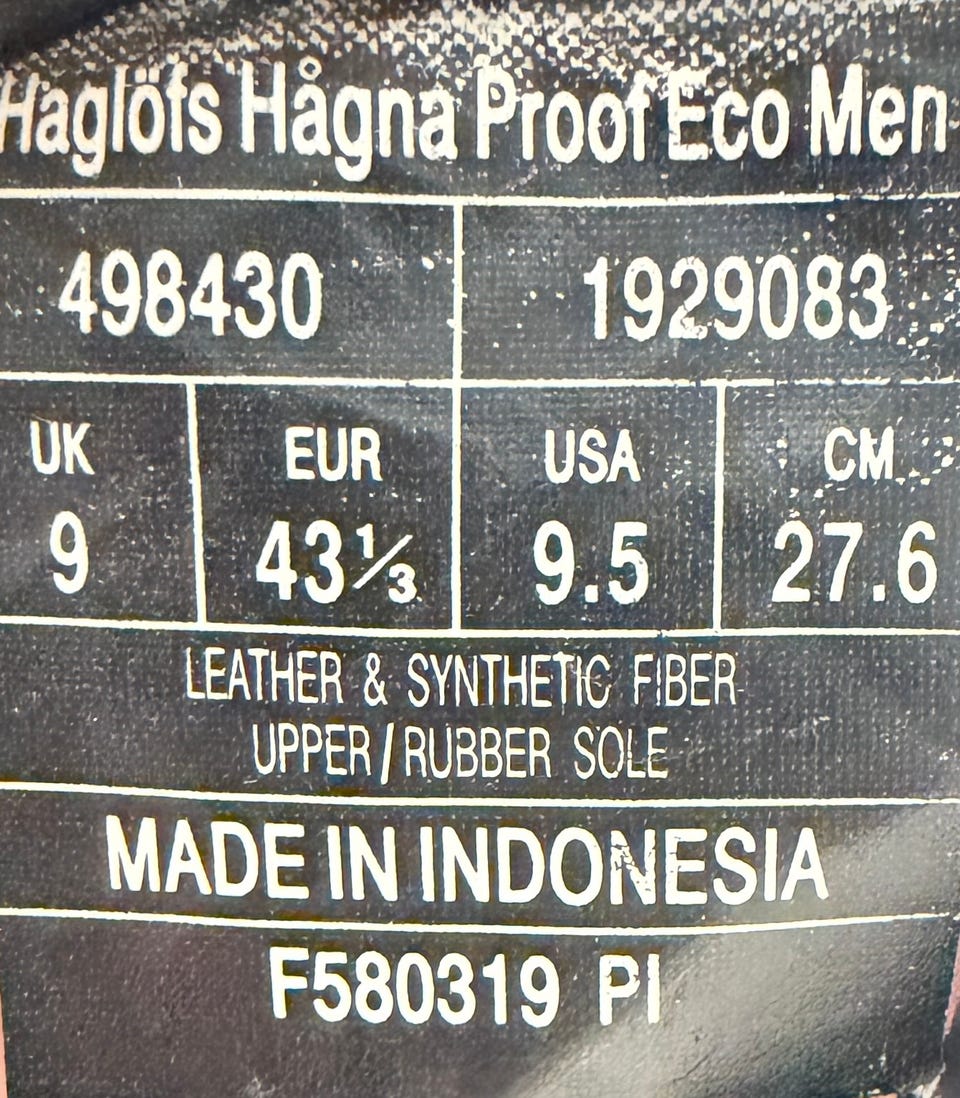 Haglöfs Hågna Proof Eco Men
498430 1929083
UK EUR USA CM
9 43⅓ 9.5 27.6
LEATHER & SYNTHETIC FIBER
UPPER/RUBBER SOLE
MADE IN INDONESIA
F580319 PI